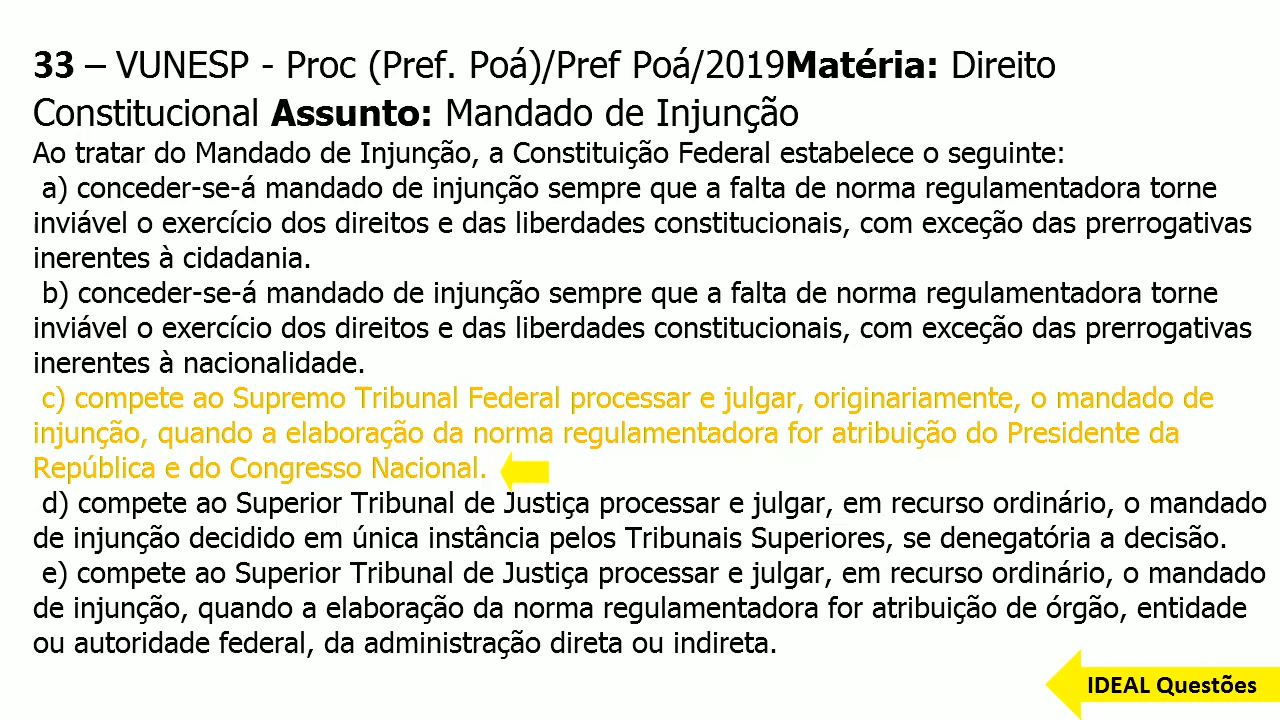 33 – VUNESP - Proc (Pref. Poá)/Pref Poá/2019Matéria: Direito
Constitucional Assunto: Mandado de Injunção
Ao tratar do Mandado de Injunção, a Constituição Federal estabelece o seguinte:
a) conceder-se-á mandado de injunção sempre que a falta de norma regulamentadora torne
inviável o exercício dos direitos e das liberdades constitucionais, com exceção das prerrogativas
inerentes à cidadania.
b) conceder-se-á mandado de injunção sempre que a falta de norma regulamentadora torne
inviável o exercício dos direitos e das liberdades constitucionais, com exceção das prerrogativas
inerentes à nacionalidade.
c) compete ao Supremo Tribunal Federal processar e julgar, originariamente, o mandado de
injunção, quando a elaboração da norma regulamentadora for atribuição do Presidente da
República e do Congresso Nacional.
d) compete ao Superior Tribunal de Justiça processar e julgar, em recurso ordinário, o mandado
de injunção decidido em única instância pelos Tribunais Superiores, se denegatória a decisão.
e) compete ao Superior Tribunal de Justiça processar e julgar, em recurso ordinário, o mandado
de injunção, quando a elaboração da norma regulamentadora for atribuição de órgão, entidade
ou autoridade federal, da administração direta ou indireta.
IDEAL Questões